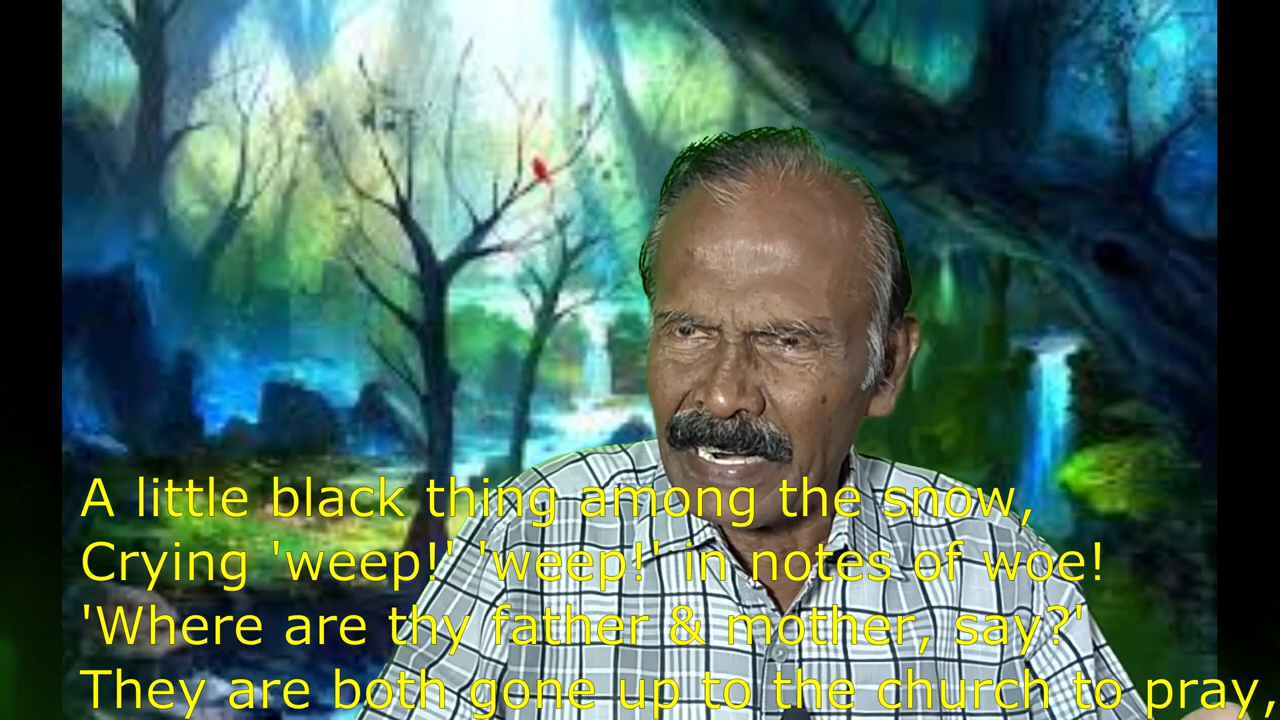 A little black thing among the snow,
Crying 'weep!' 'weep!' in notes of woe!
'Where are thy father & mother, say?'
They are both gone up to the church to pray,